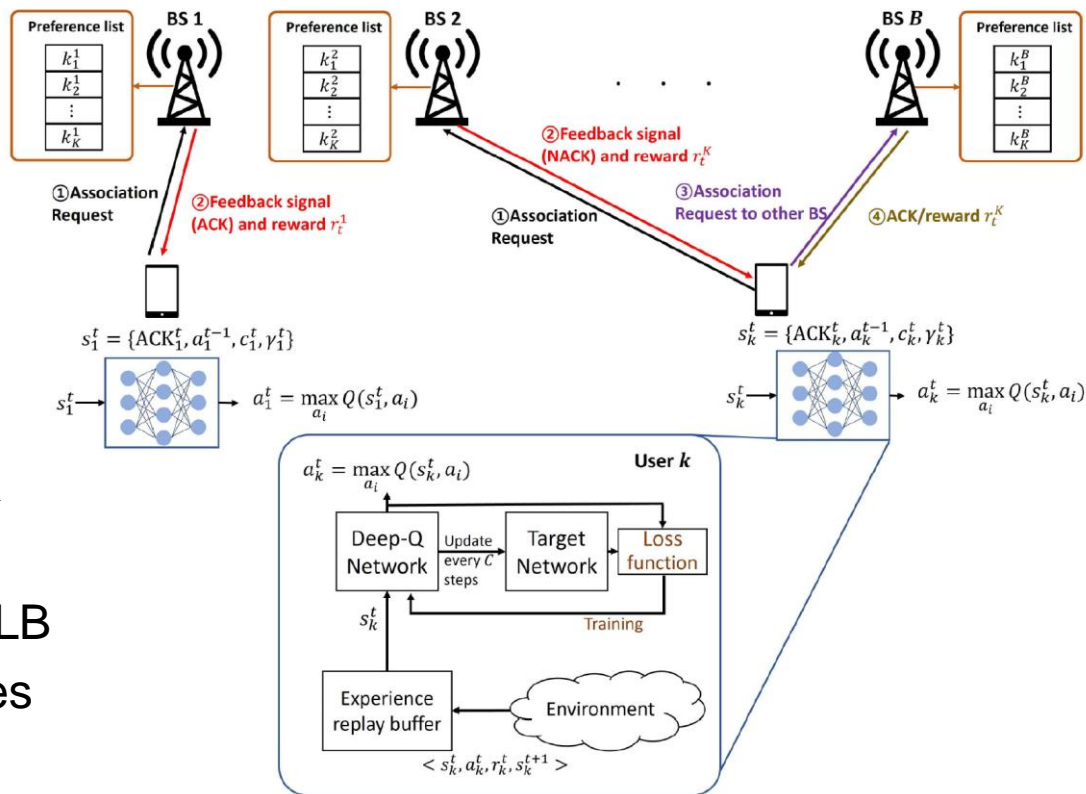 BS 1
BS 2
BS B
Preference list
k_1^1
k_2^1
⋮
k_K^1
Preference list
k_1^2
k_2^2
⋮
k_K^2
. . .
Preference list
k_1^B
k_2^B
⋮
k_K^B
①Association
Request
②Feedback signal
(ACK) and reward r_t^1
②Feedback signal
(NACK) and reward r_t^K
①Association
Request
③Association
Request to other BS
④ACK/reward r_t^K
s_1^t = {ACK_1^t, a_1^{t-1}, c_1^t, γ_1^t}
s_1^t
a_1^t = max_{a_i} Q(s_1^t, a_i)
s_k^t = {ACK_k^t, a_k^{t-1}, c_k^t, γ_k^t}
s_k^t
a_k^t = max_{a_i} Q(s_k^t, a_i)
User k
a_k^t = max_{a_i} Q(s_k^t, a_i)
Deep-Q
Network
Update
every C
steps
Target
Network
Loss
function
s_k^t
Training
Experience
replay buffer
Environment
< s_k^t, a_k^t, r_k^t, s_k^{t+1} >
LB
es